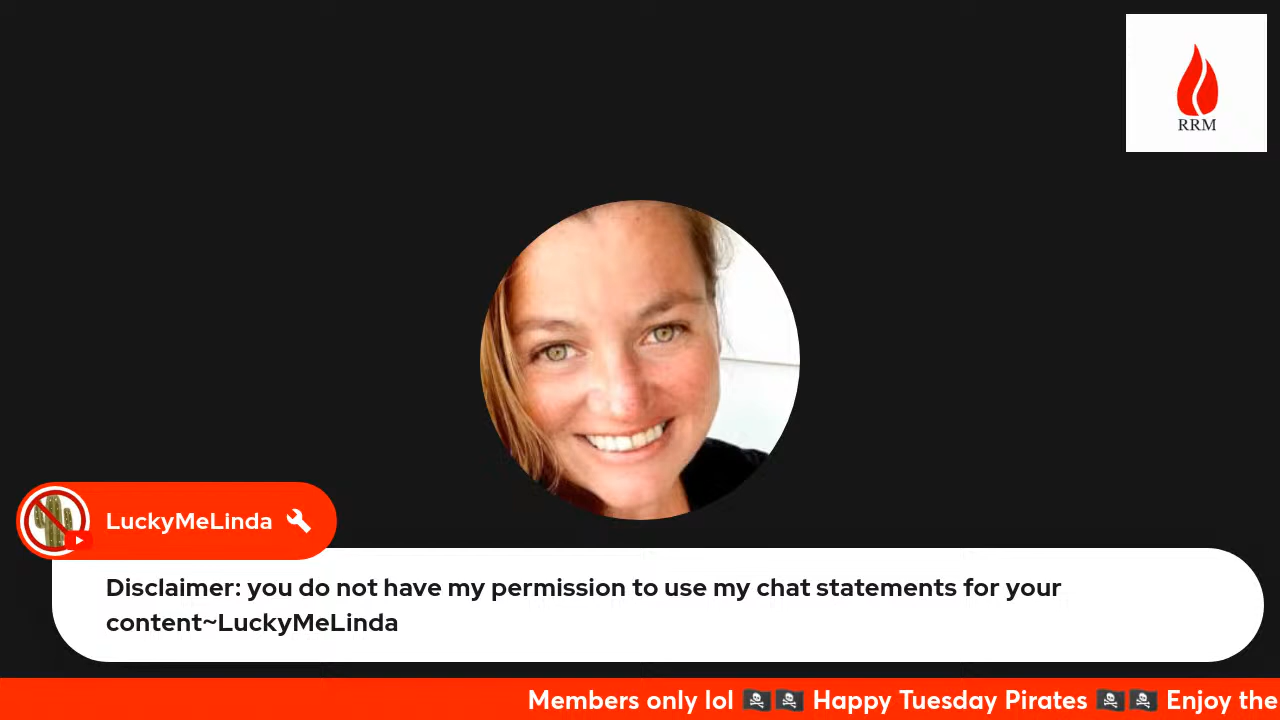 RRM
LuckyMeLinda
Disclaimer: you do not have my permission to use my chat statements for your
content~LuckyMeLinda
Members only lol 🏴‍☠️🏴‍☠️ Happy Tuesday Pirates 🏴‍☠️🏴‍☠️ Enjoy the